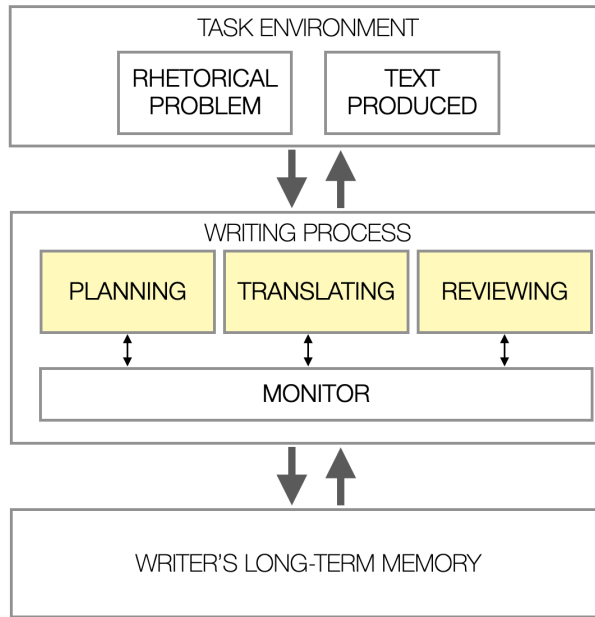 TASK ENVIRONMENT
RHETORICAL
PROBLEM
TEXT
PRODUCED
WRITING PROCESS
PLANNING
TRANSLATING
REVIEWING
MONITOR
WRITER'S LONG-TERM MEMORY